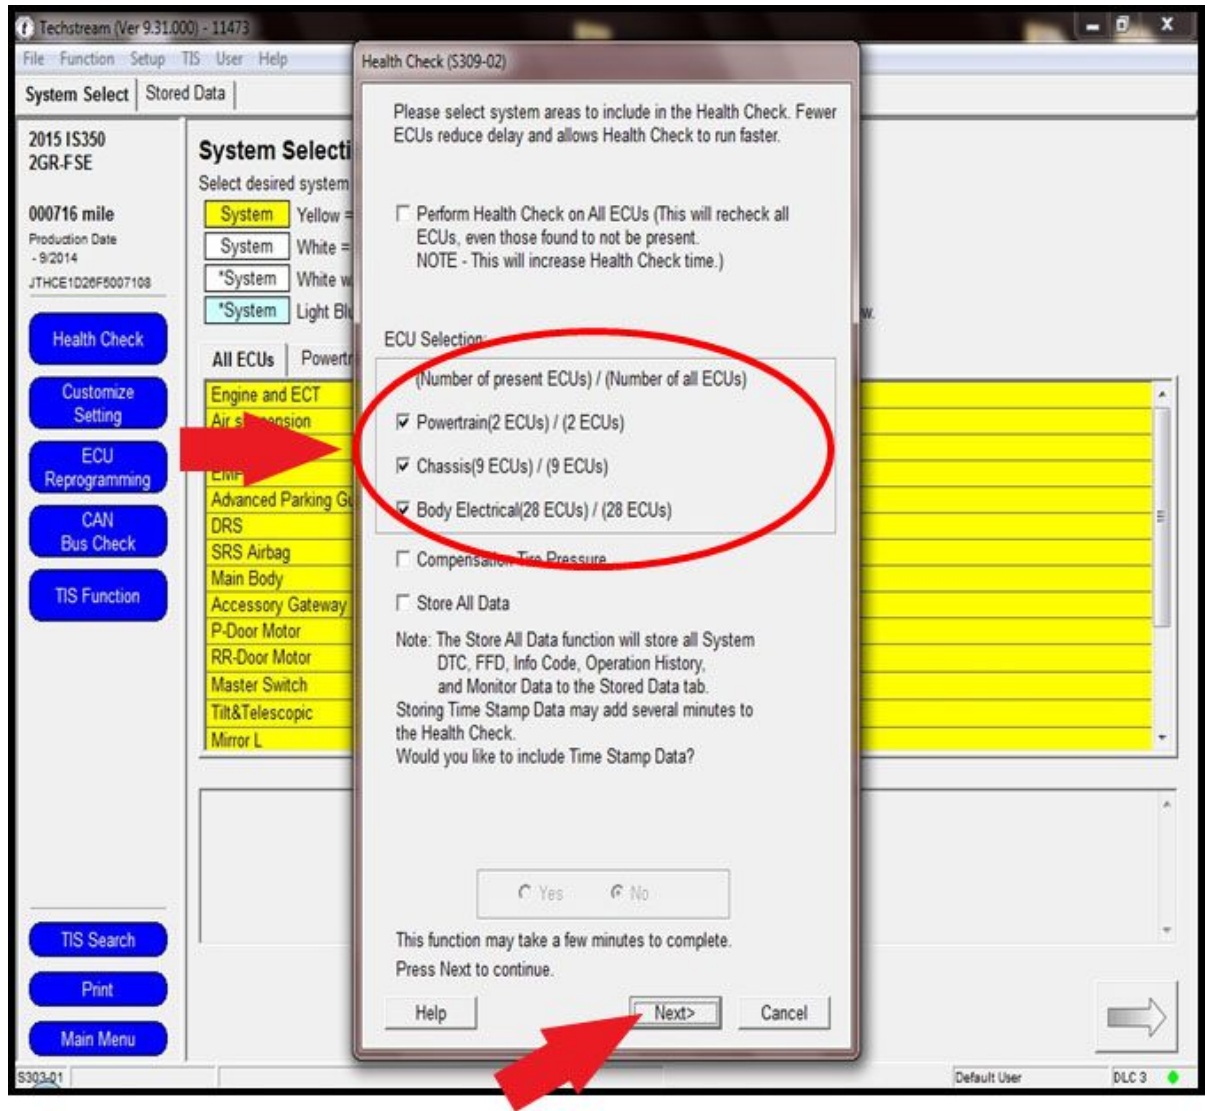 Techstream (Ver 9.31.000) - 11473
File Function Setup TIS User Help
System Select Stored Data
2015 IS350
2GR-FSE
000716 mile
Production Date
- 9/2014
JTHCE1D26F5007108
Health Check
Customize
Setting
ECU
Reprogramming
CAN
Bus Check
TIS Function
TIS Search
Print
Main Menu
S303-01
System Selecti
Select desired system
System Yellow =
System White =
*System White w
*System Light Blu
w.
All ECUs Powertr
Engine and ECT
Air suspension
EMPS
Advanced Parking Gu
DRS
SRS Airbag
Main Body
Accessory Gateway
P-Door Motor
RR-Door Motor
Master Switch
Tilt&Telescopic
Mirror L
Health Check (S309-02)
Please select system areas to include in the Health Check. Fewer
ECUs reduce delay and allows Health Check to run faster.
Perform Health Check on All ECUs (This will recheck all
ECUs, even those found to not be present.
NOTE - This will increase Health Check time.)
ECU Selection:
(Number of present ECUs) / (Number of all ECUs)
Powertrain(2 ECUs) / (2 ECUs)
Chassis(9 ECUs) / (9 ECUs)
Body Electrical(28 ECUs) / (28 ECUs)
Compensation Tire Pressure
Store All Data
Note: The Store All Data function will store all System
DTC, FFD, Info Code, Operation History,
and Monitor Data to the Stored Data tab.
Storing Time Stamp Data may add several minutes to
the Health Check.
Would you like to include Time Stamp Data?
Yes No
This function may take a few minutes to complete.
Press Next to continue.
Help Next> Cancel
Default User DLC 3